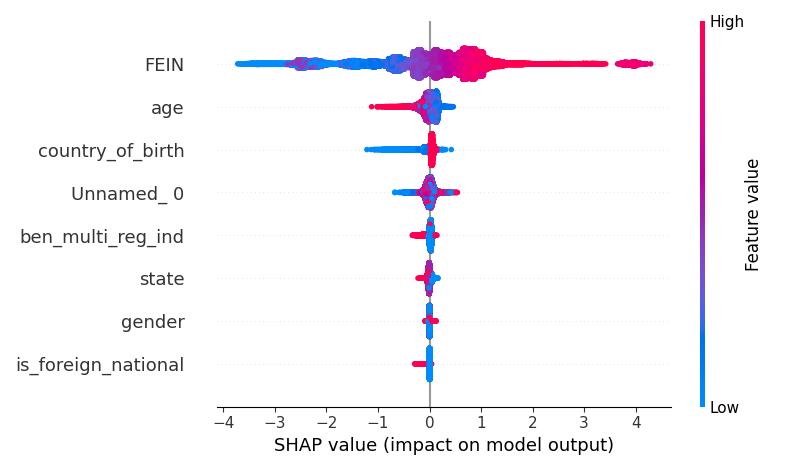 High
FEIN
age
country_of_birth
Unnamed_ 0
ben_multi_reg_ind
state
gender
is_foreign_national
Feature value
Low
−4 −3 −2 −1 0 1 2 3 4
SHAP value (impact on model output)